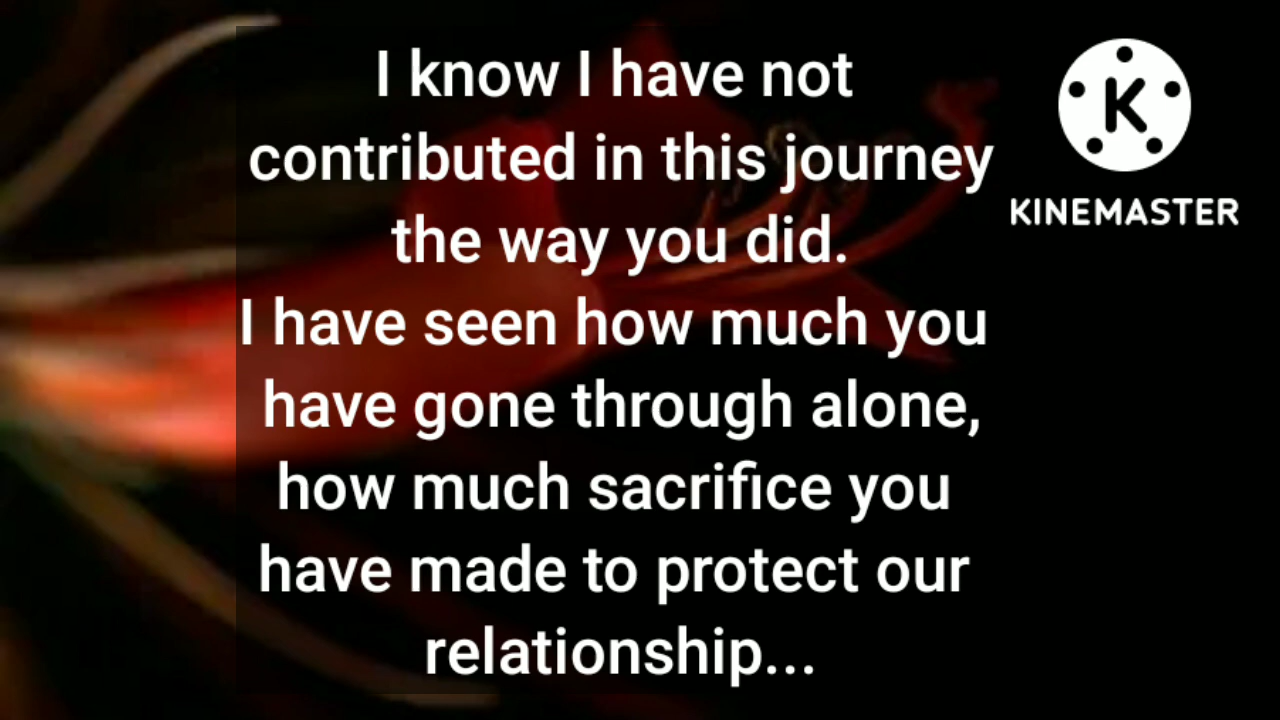 I know I have not
contributed in this journey
the way you did.
I have seen how much you
have gone through alone,
how much sacrifice you
have made to protect our
relationship...
K
KINEMASTER